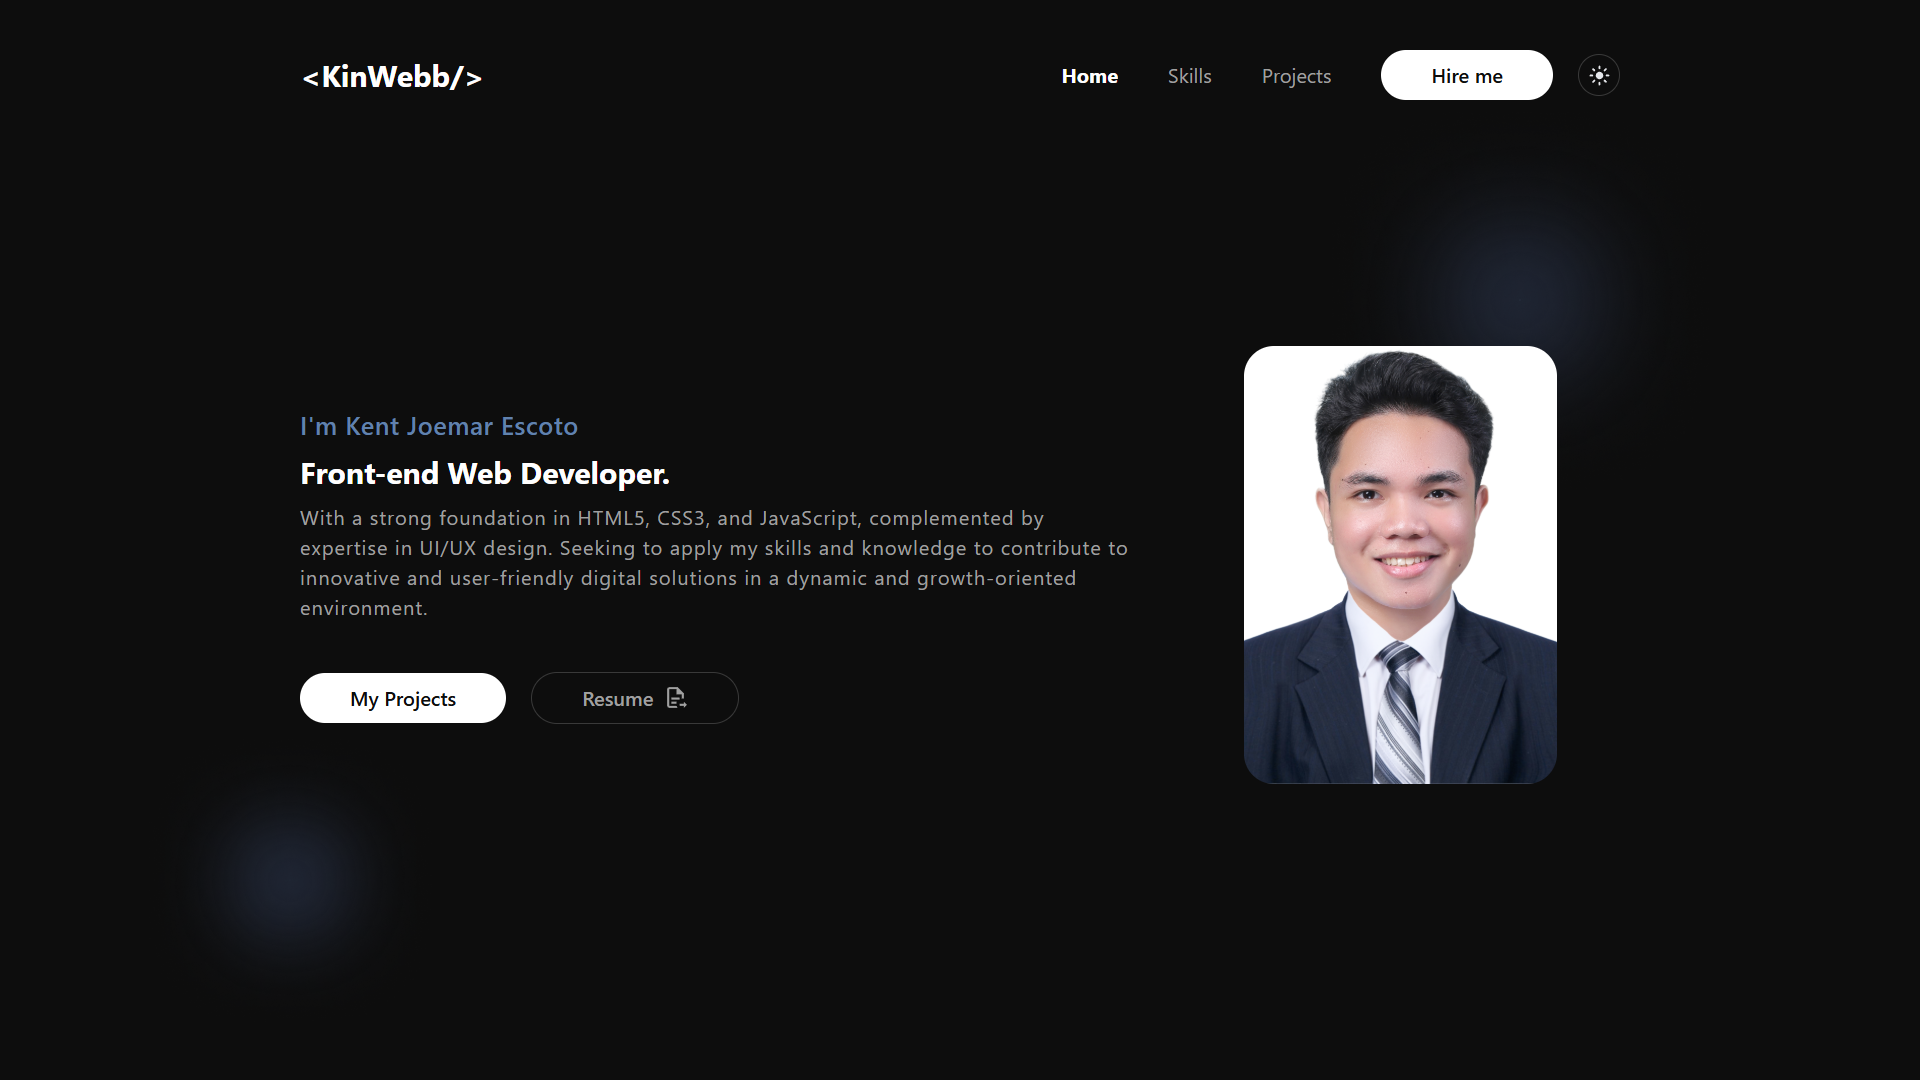 <KinWebb/>
Home
Skills
Projects
Hire me
I'm Kent Joemar Escoto
Front-end Web Developer.
With a strong foundation in HTML5, CSS3, and JavaScript, complemented by
expertise in UI/UX design. Seeking to apply my skills and knowledge to contribute to
innovative and user-friendly digital solutions in a dynamic and growth-oriented
environment.
My Projects
Resume